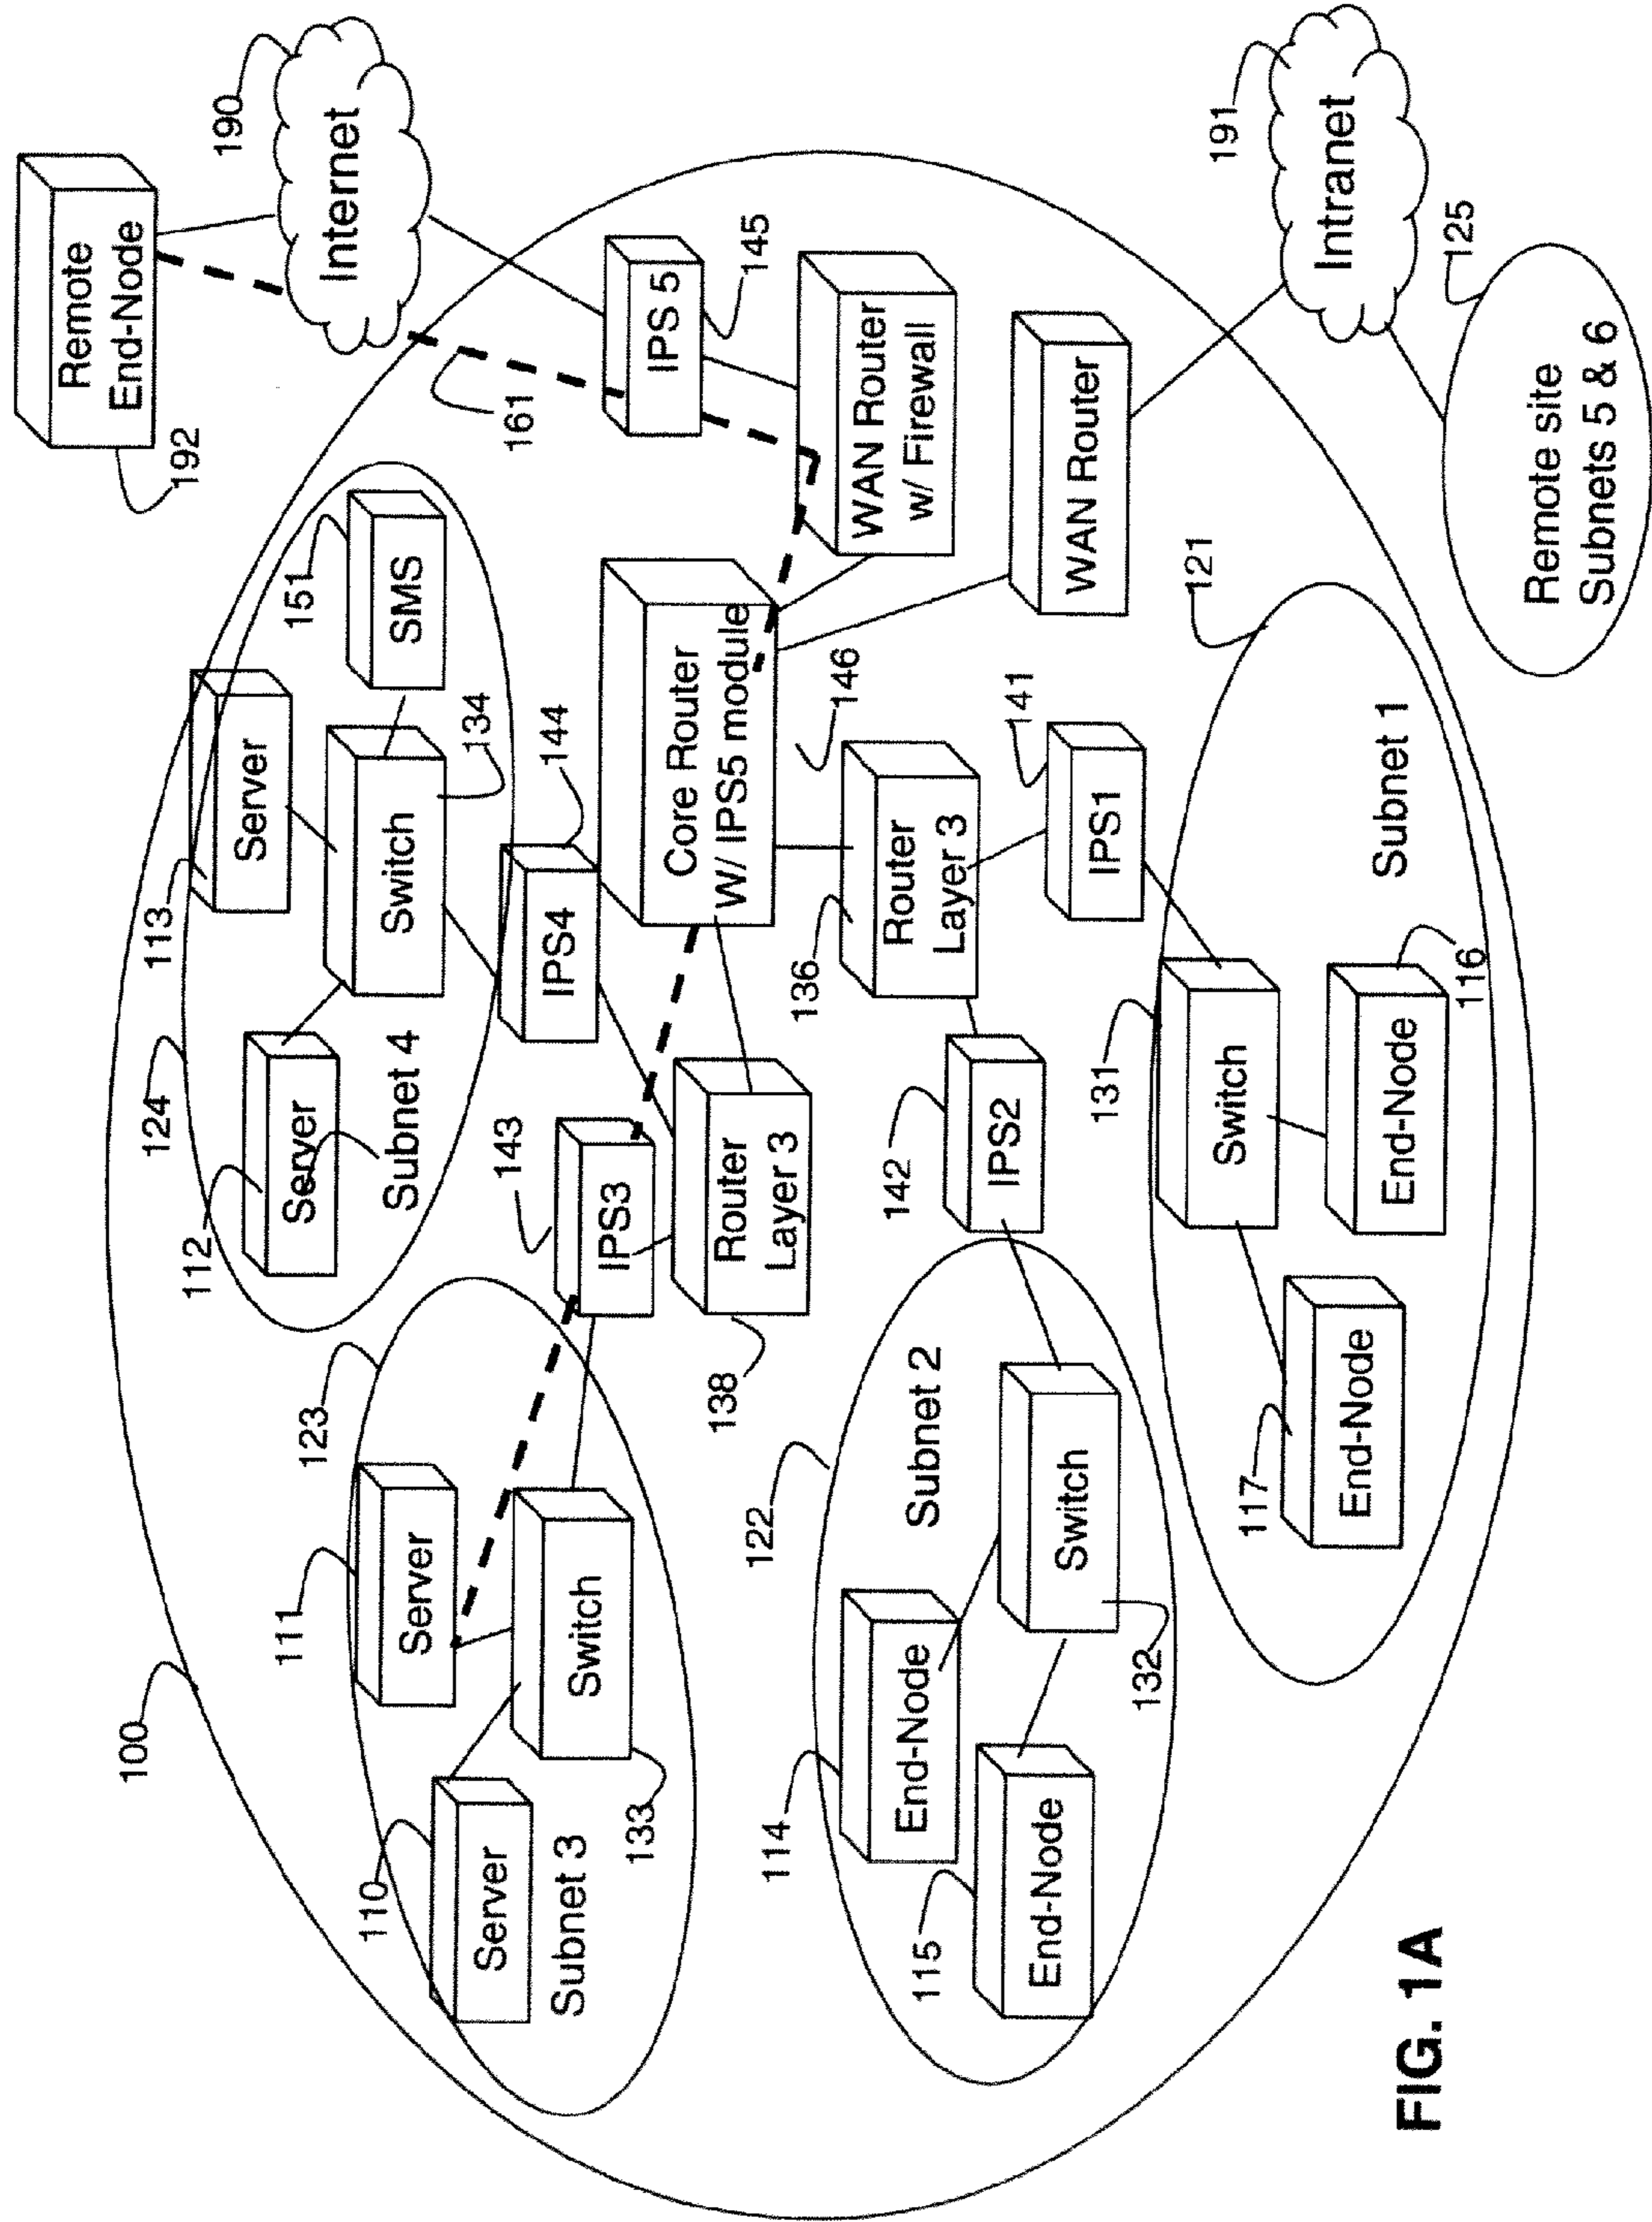 100
124
113
Server
151
SMS
192
Remote
End-Node
190
Internet
112
Server
Subnet 4
Switch
134
144
IPS4
161
IPS 5
145
123
111
Server
143
IPS3
Core Router
W/ IPS5 module
WAN Router
w/ Firewall
110
Server
Subnet 3
Switch
133
138
Router
Layer 3
136
Router
Layer 3
146
WAN Router
191
Intranet
122
Subnet 2
142
IPS2
141
IPS1
114
End-Node
Switch
132
115
End-Node
131
Switch
121
Subnet 1
125
Remote site
Subnets 5 & 6
117
End-Node
End-Node
116
FIG. 1A